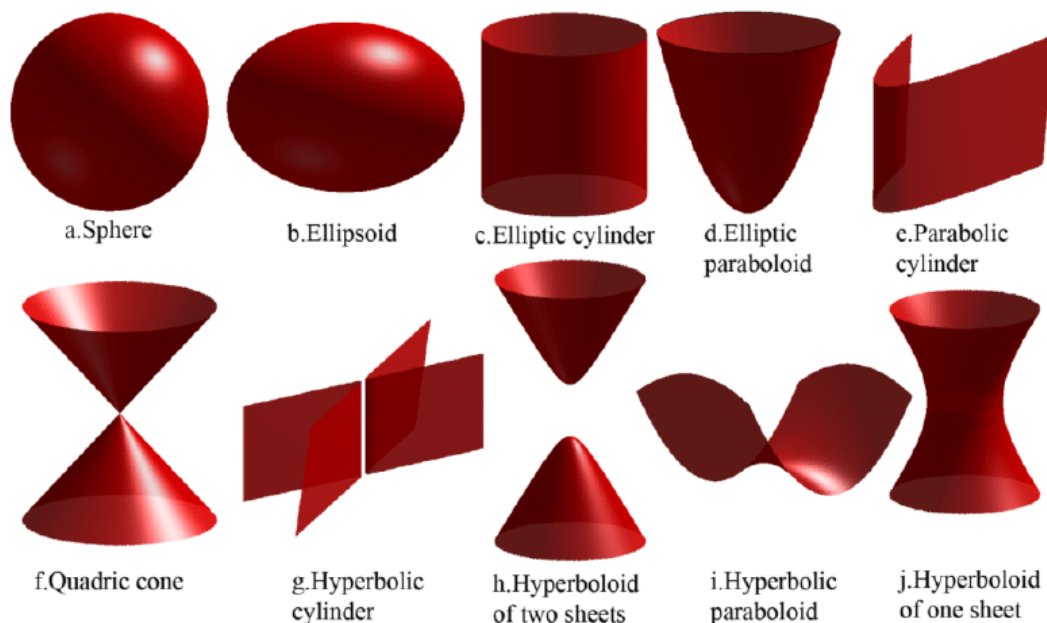 a.Sphere
b.Ellipsoid
c.Elliptic cylinder
d.Elliptic
paraboloid
e.Parabolic
cylinder
f.Quadric cone
g.Hyperbolic
cylinder
h.Hyperboloid
of two sheets
i.Hyperbolic
paraboloid
j.Hyperboloid
of one sheet